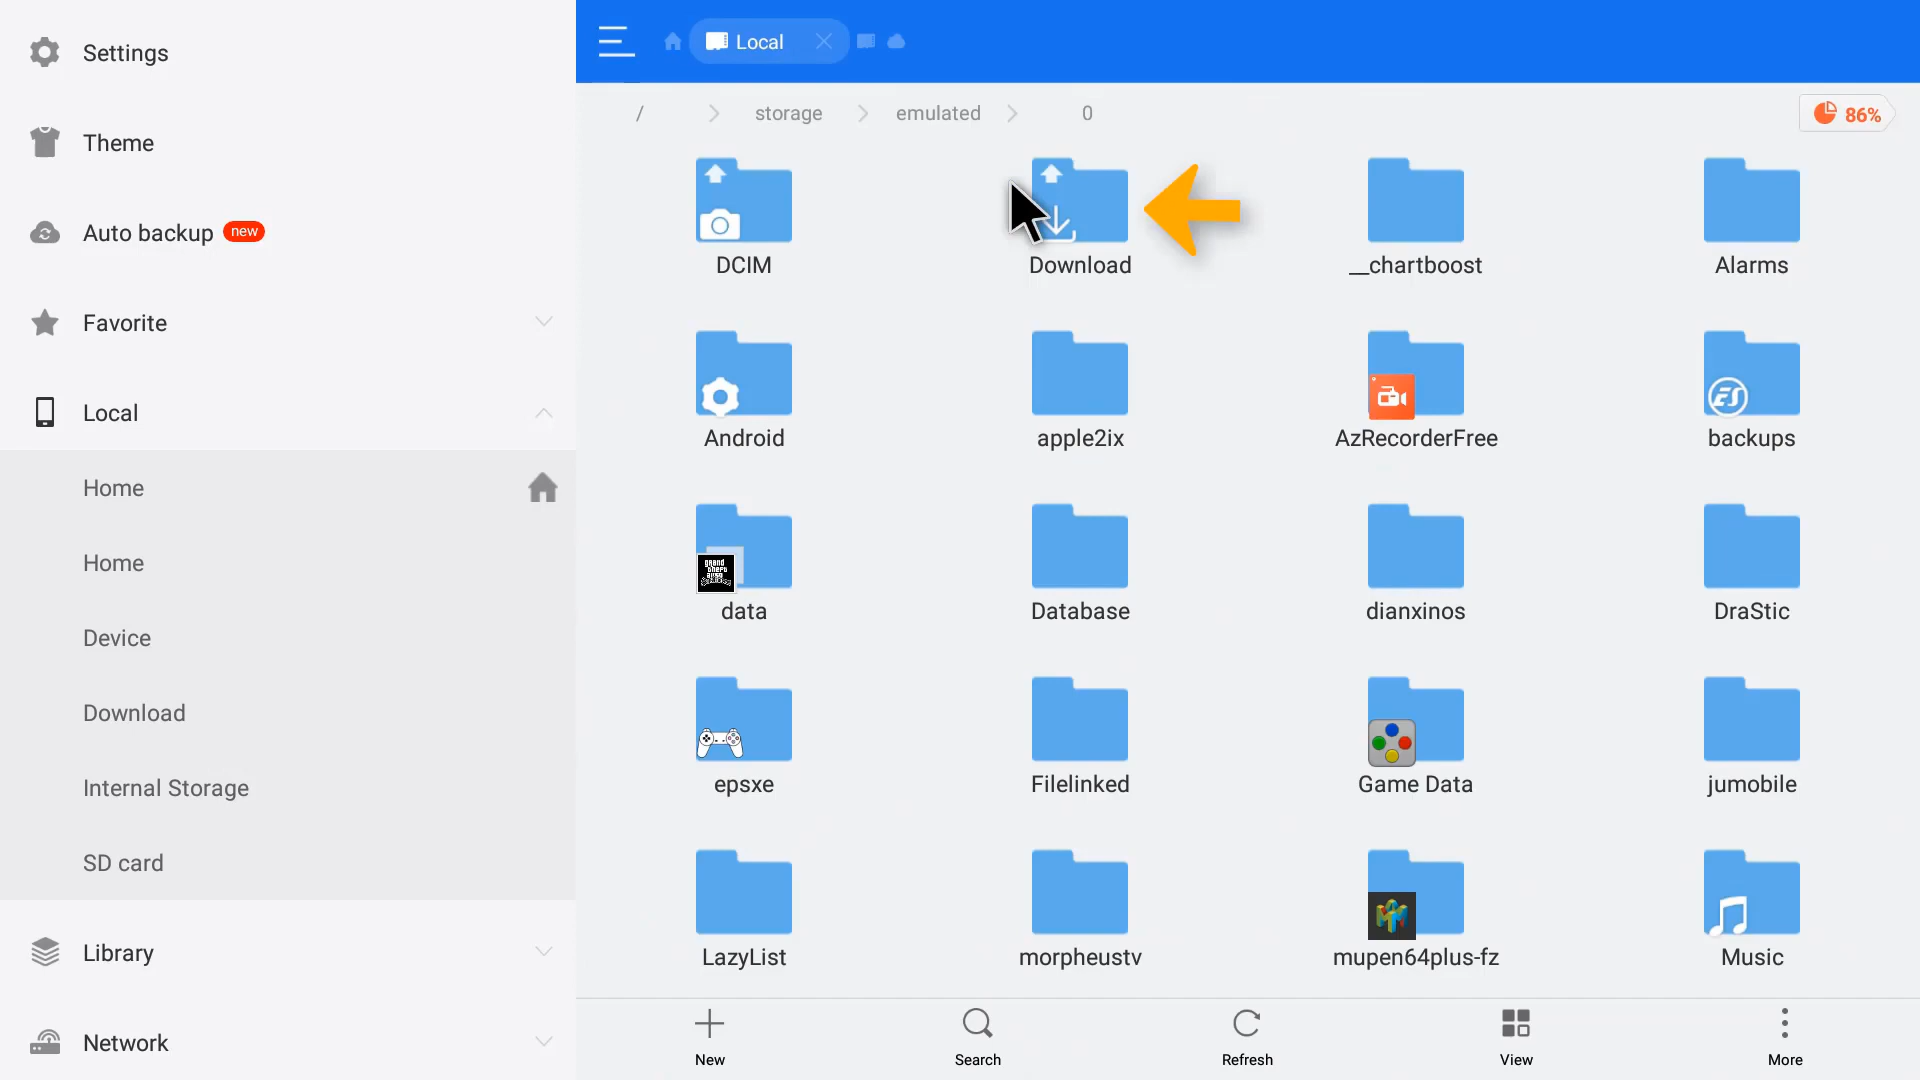 Settings
Theme
Auto backup new
Favorite
Local
Home
Home
Device
Download
Internal Storage
SD card
Library
Network
Local
/ storage emulated 0
86%
DCIM Download __chartboost Alarms
Android apple2ix AzRecorderFree backups
data Database dianxinos DraStic
epsxe Filelinked Game Data jumobile
LazyList morpheustv mupen64plus-fz Music
New Search Refresh View More